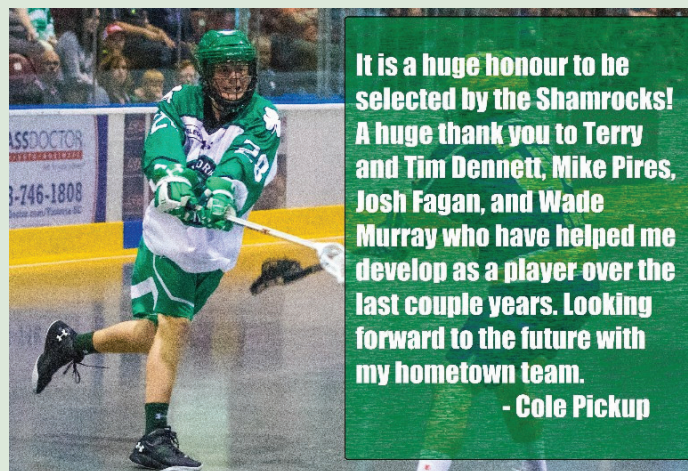 ASSDOCTOR
3-746-1808
28
It is a huge honour to be
selected by the Shamrocks!
A huge thank you to Terry
and Tim Dennett, Mike Pires,
Josh Fagan, and Wade
Murray who have helped me
develop as a player over the
last couple years. Looking
forward to the future with
my hometown team.
- Cole Pickup